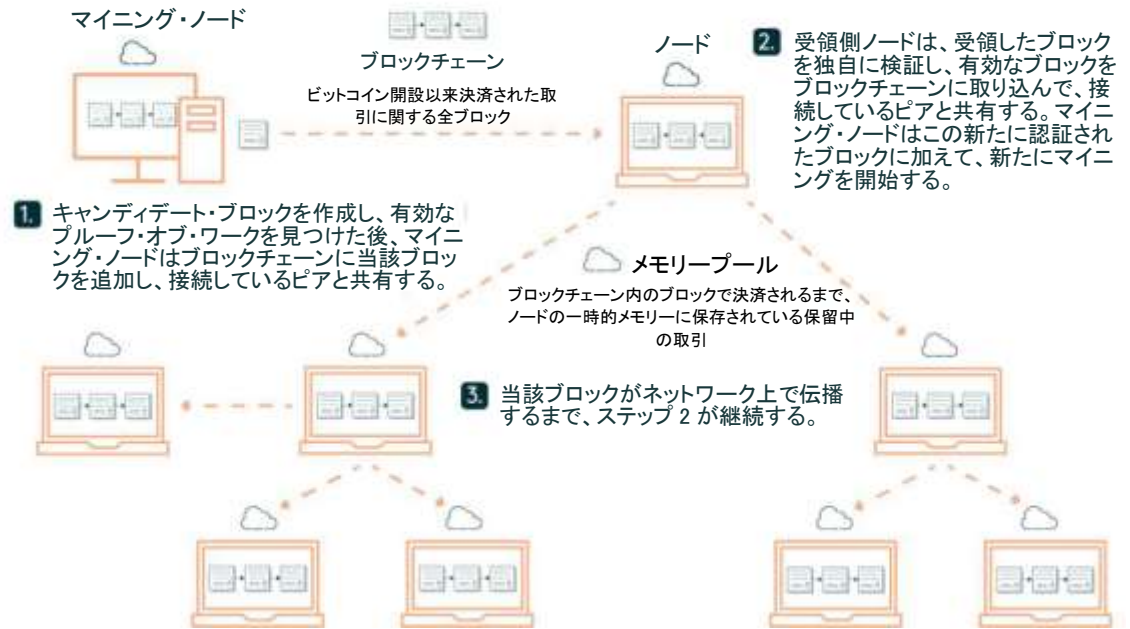 マイニング・ノード
ブロックチェーン
ビットコイン開設以来決済された取
引に関する全ブロック
ノード
2. 受領側ノードは、受領したブロック
を独自に検証し、有効なブロックを
ブロックチェーンに取り込んで、接
続しているピアと共有する。マイニ
ング・ノードはこの新たに認証され
たブロックに加えて、新たにマイニ
ングを開始する。
1. キャンディデート・ブロックを作成し、有効な
プルーフ・オブ・ワークを見つけた後、マイニ
ング・ノードはブロックチェーンに当該ブロッ
クを追加し、接続しているピアと共有する。
メモリープール
ブロックチェーン内のブロックで決済されるまで、
ノードの一時的メモリーに保存されている保留中
の取引
3. 当該ブロックがネットワーク上で伝播
するまで、ステップ 2 が継続する。